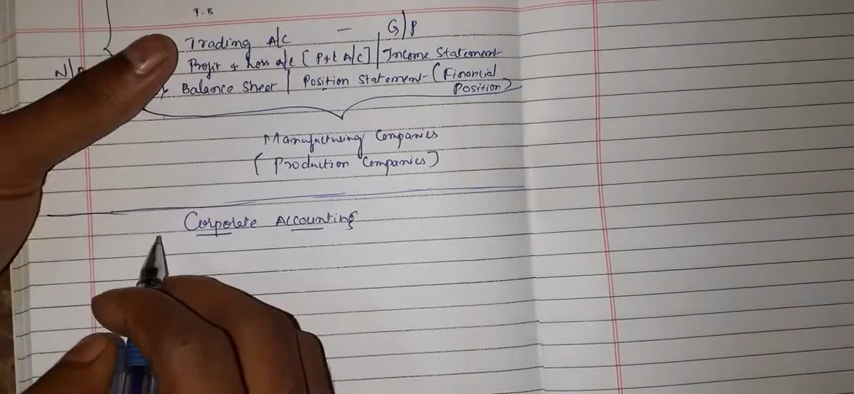 T.B
Trading A/C — G/P
Profit & Loss a/c [P&L A/C] | Income Statement
N/
Balance Sheet | Position Statement (Financial
Position)
Manufacturing Companies
(Production Companies)
Corporate Accounting